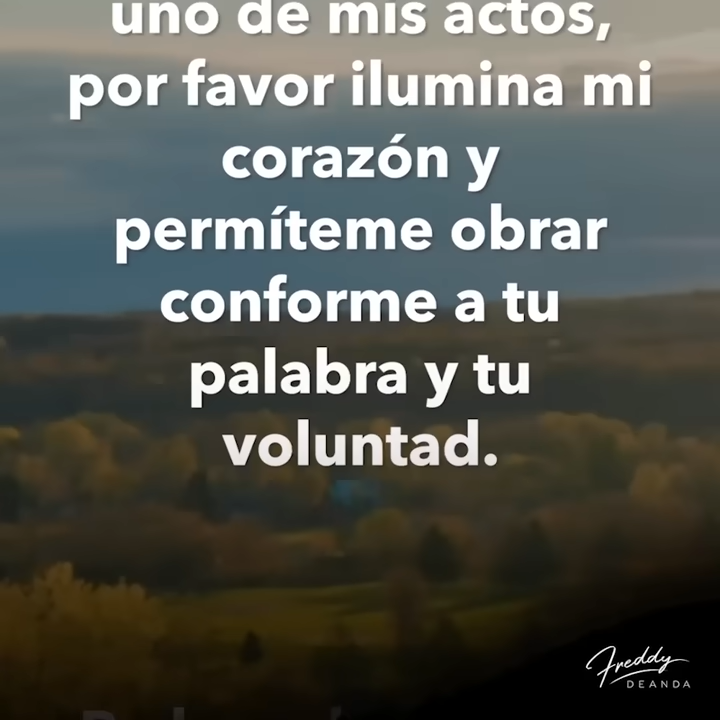 uno de mis actos,
por favor ilumina mi
corazón y
permíteme obrar
conforme a tu
palabra y tu
voluntad.
Freddy
DEANDA